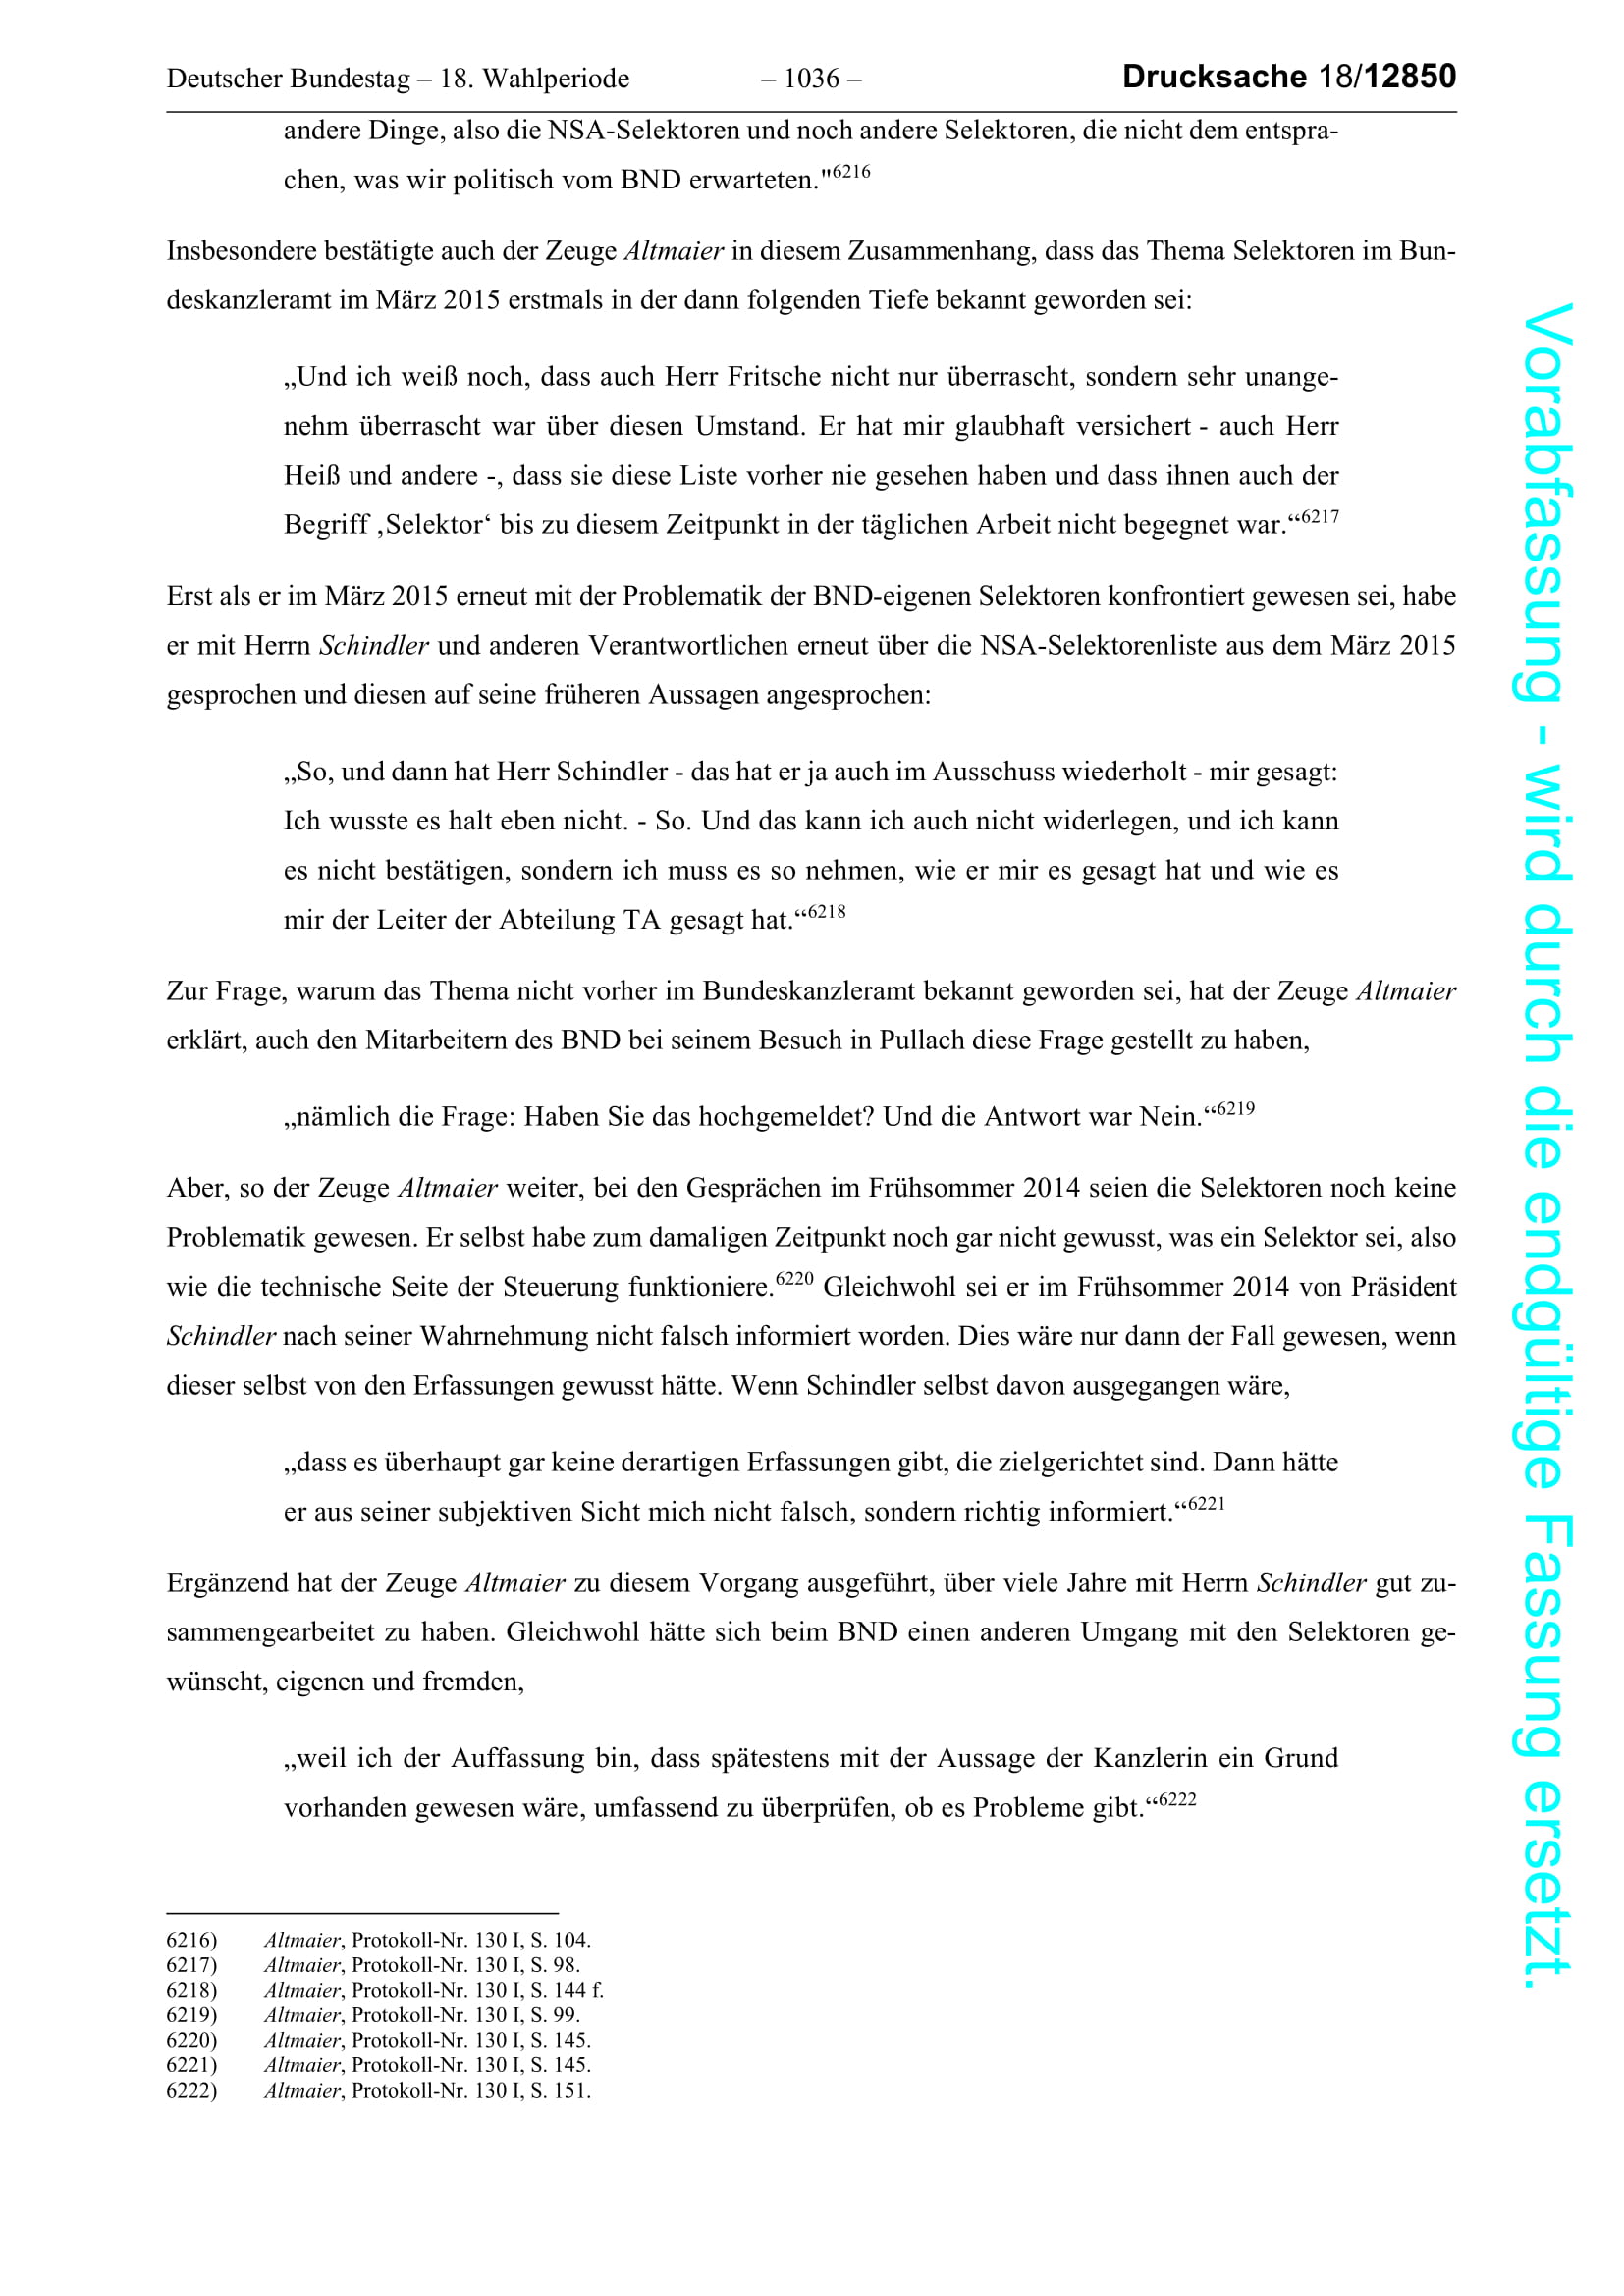 Deutscher Bundestag – 18. Wahlperiode – 1036 – Drucksache 18/12850
andere Dinge, also die NSA-Selektoren und noch andere Selektoren, die nicht dem entspra-
chen, was wir politisch vom BND erwarteten."6216
Insbesondere bestätigte auch der Zeuge Altmaier in diesem Zusammenhang, dass das Thema Selektoren im Bun-
deskanzleramt im März 2015 erstmals in der dann folgenden Tiefe bekannt geworden sei:
„Und ich weiß noch, dass auch Herr Fritsche nicht nur überrascht, sondern sehr unange-
nehm überrascht war über diesen Umstand. Er hat mir glaubhaft versichert - auch Herr
Heiß und andere -, dass sie diese Liste vorher nie gesehen haben und dass ihnen auch der
Begriff ‚Selektor‘ bis zu diesem Zeitpunkt in der täglichen Arbeit nicht begegnet war.“6217
Erst als er im März 2015 erneut mit der Problematik der BND-eigenen Selektoren konfrontiert gewesen sei, habe
er mit Herrn Schindler und anderen Verantwortlichen erneut über die NSA-Selektorenliste aus dem März 2015
gesprochen und diesen auf seine früheren Aussagen angesprochen:
„So, und dann hat Herr Schindler - das hat er ja auch im Ausschuss wiederholt - mir gesagt:
Ich wusste es halt eben nicht. - So. Und das kann ich auch nicht widerlegen, und ich kann
es nicht bestätigen, sondern ich muss es so nehmen, wie er mir es gesagt hat und wie es
mir der Leiter der Abteilung TA gesagt hat.“6218
Zur Frage, warum das Thema nicht vorher im Bundeskanzleramt bekannt geworden sei, hat der Zeuge Altmaier
erklärt, auch den Mitarbeitern des BND bei seinem Besuch in Pullach diese Frage gestellt zu haben,
„nämlich die Frage: Haben Sie das hochgemeldet? Und die Antwort war Nein.“6219
Aber, so der Zeuge Altmaier weiter, bei den Gesprächen im Frühsommer 2014 seien die Selektoren noch keine
Problematik gewesen. Er selbst habe zum damaligen Zeitpunkt noch gar nicht gewusst, was ein Selektor sei, also
wie die technische Seite der Steuerung funktioniere.6220 Gleichwohl sei er im Frühsommer 2014 von Präsident
Schindler nach seiner Wahrnehmung nicht falsch informiert worden. Dies wäre nur dann der Fall gewesen, wenn
dieser selbst von den Erfassungen gewusst hätte. Wenn Schindler selbst davon ausgegangen wäre,
„dass es überhaupt gar keine derartigen Erfassungen gibt, die zielgerichtet sind. Dann hätte
er aus seiner subjektiven Sicht mich nicht falsch, sondern richtig informiert.“6221
Ergänzend hat der Zeuge Altmaier zu diesem Vorgang ausgeführt, über viele Jahre mit Herrn Schindler gut zu-
sammengearbeitet zu haben. Gleichwohl hätte sich beim BND einen anderen Umgang mit den Selektoren ge-
wünscht, eigenen und fremden,
„weil ich der Auffassung bin, dass spätestens mit der Aussage der Kanzlerin ein Grund
vorhanden gewesen wäre, umfassend zu überprüfen, ob es Probleme gibt.“6222
6216) Altmaier, Protokoll-Nr. 130 I, S. 104.
6217) Altmaier, Protokoll-Nr. 130 I, S. 98.
6218) Altmaier, Protokoll-Nr. 130 I, S. 144 f.
6219) Altmaier, Protokoll-Nr. 130 I, S. 99.
6220) Altmaier, Protokoll-Nr. 130 I, S. 145.
6221) Altmaier, Protokoll-Nr. 130 I, S. 145.
6222) Altmaier, Protokoll-Nr. 130 I, S. 151.
Vorabfassung - wird durch die endgültige Fassung ersetzt.